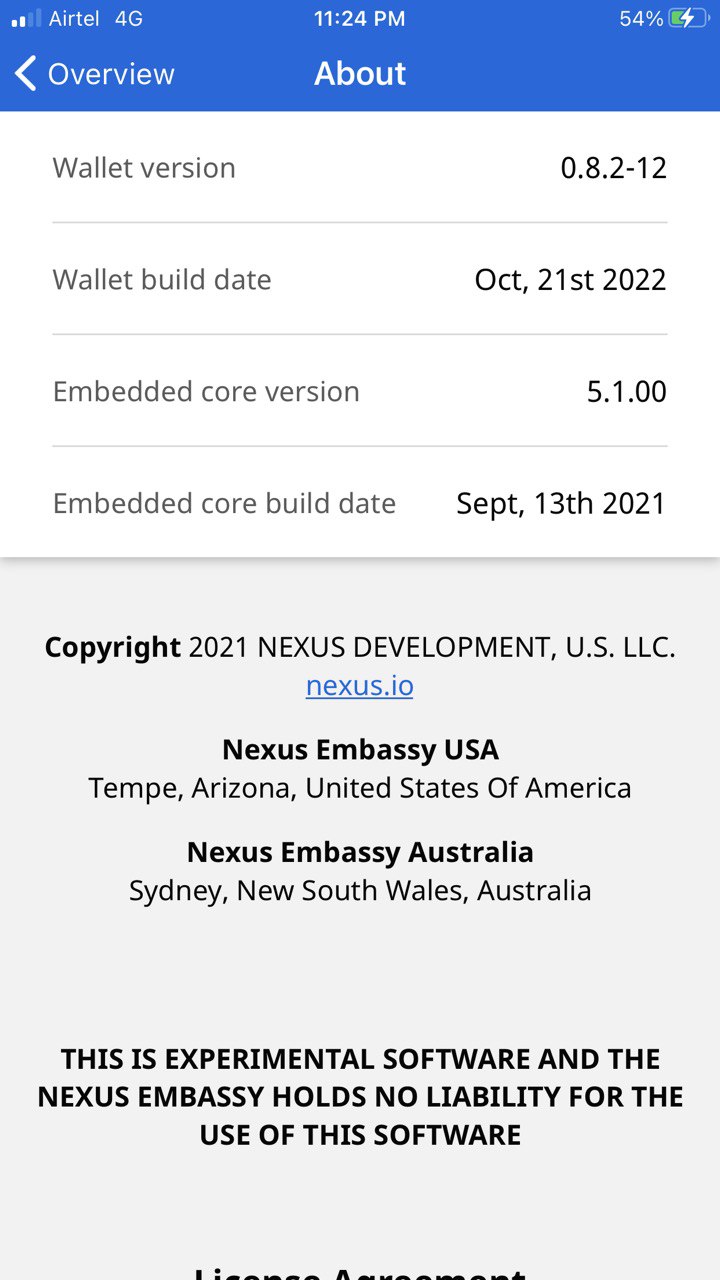 Airtel 4G 11:24 PM 54%
Overview About
Wallet version 0.8.2-12
Wallet build date Oct, 21st 2022
Embedded core version 5.1.00
Embedded core build date Sept, 13th 2021
Copyright 2021 NEXUS DEVELOPMENT, U.S. LLC.
nexus.io
Nexus Embassy USA
Tempe, Arizona, United States Of America
Nexus Embassy Australia
Sydney, New South Wales, Australia
THIS IS EXPERIMENTAL SOFTWARE AND THE
NEXUS EMBASSY HOLDS NO LIABILITY FOR THE
USE OF THIS SOFTWARE
License Agreement